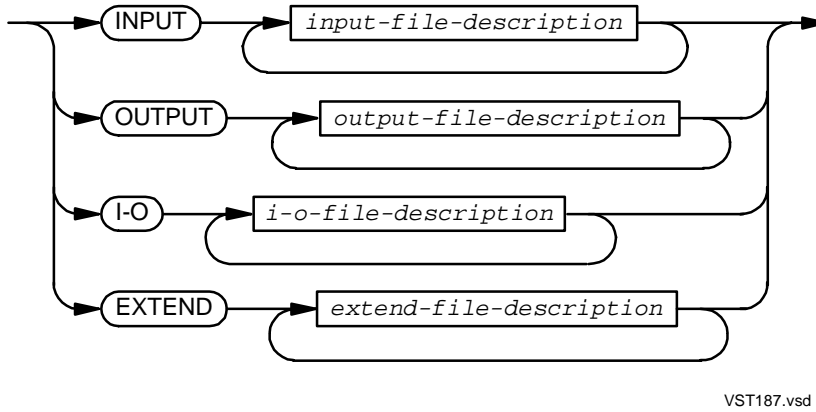 INPUT input-file-description
OUTPUT output-file-description
I-O i-o-file-description
EXTEND extend-file-description
VST187.vsd